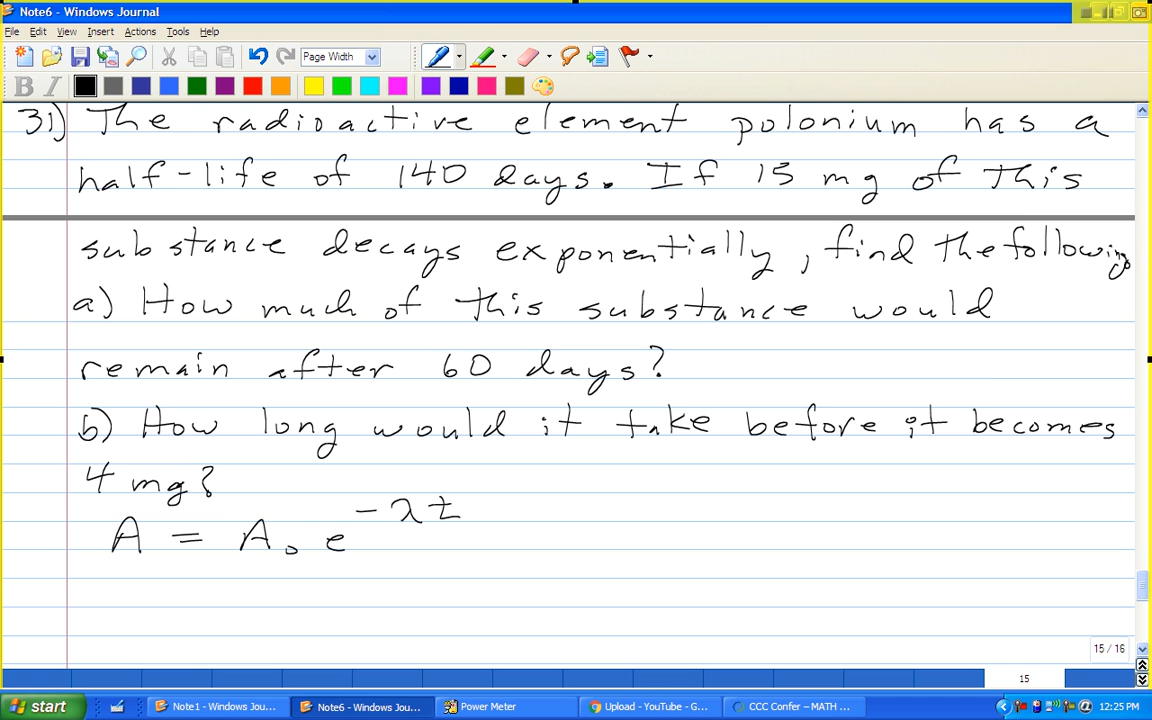 Note6 - Windows Journal
File Edit View Insert Actions Tools Help
Page Width
B I
31) The radioactive element polonium has a
half-life of 140 days. If 15 mg of this
substance decays exponentially, find the following
a) How much of this substance would
remain after 60 days?
b) How long would it take before it becomes
4 mg?
A = A₀ e^{-λt}
15 / 16
15
start Note1 - Windows Jou... Note6 - Windows Jou... Power Meter Upload - YouTube - G... CCC Confer – MATH ... 12:25 PM